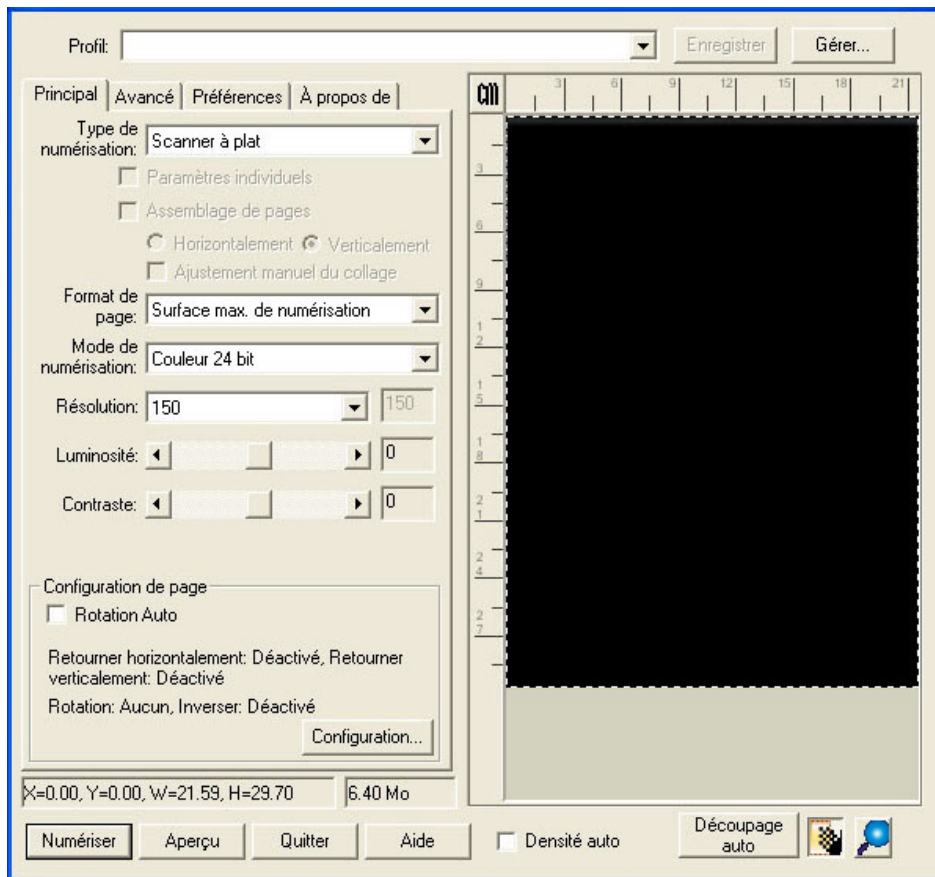 Profil:
Enregistrer
Gérer...
Principal
Avancé
Préférences
À propos de
Type de
numérisation:
Scanner à plat
Paramètres individuels
Assemblage de pages
Horizontalement
Verticalement
Ajustement manuel du collage
Format de
page:
Surface max. de numérisation
Mode de
numérisation:
Couleur 24 bit
Résolution:
150
150
Luminosité:
0
Contraste:
0
Configuration de page
Rotation Auto
Retourner horizontalement: Déactivé, Retourner
verticalement: Déactivé
Rotation: Aucun, Inverser: Déactivé
Configuration...
X=0.00, Y=0.00, W=21.59, H=29.70
6.40 Mo
Numériser
Aperçu
Quitter
Aide
cm
3
6
9
12
15
18
21
3
6
9
12
15
18
21
24
27
Densité auto
Découpage
auto